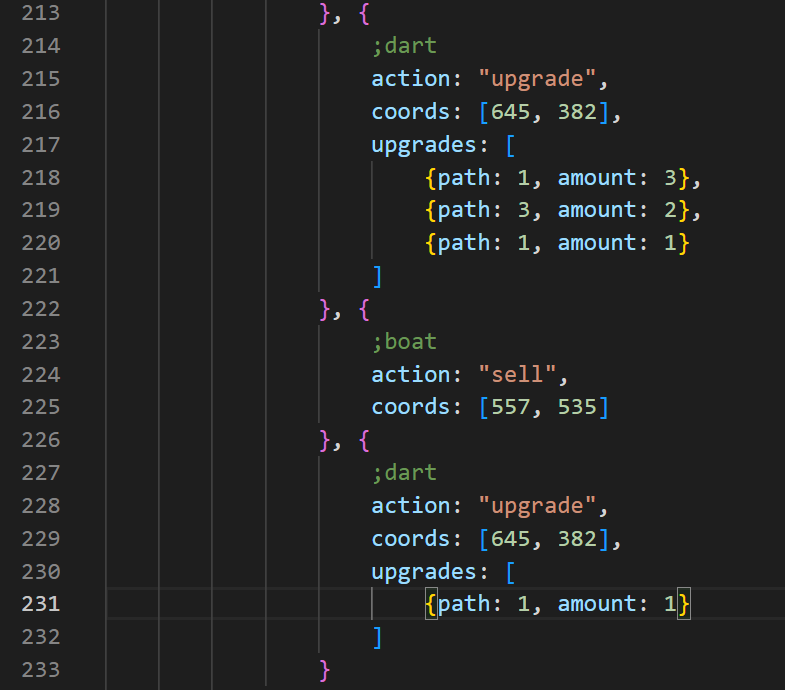 213 }, {
214 ;dart
215 action: "upgrade",
216 coords: [645, 382],
217 upgrades: [
218 {path: 1, amount: 3},
219 {path: 3, amount: 2},
220 {path: 1, amount: 1}
221 ]
222 }, {
223 ;boat
224 action: "sell",
225 coords: [557, 535]
226 }, {
227 ;dart
228 action: "upgrade",
229 coords: [645, 382],
230 upgrades: [
231 {path: 1, amount: 1}
232 ]
233 }